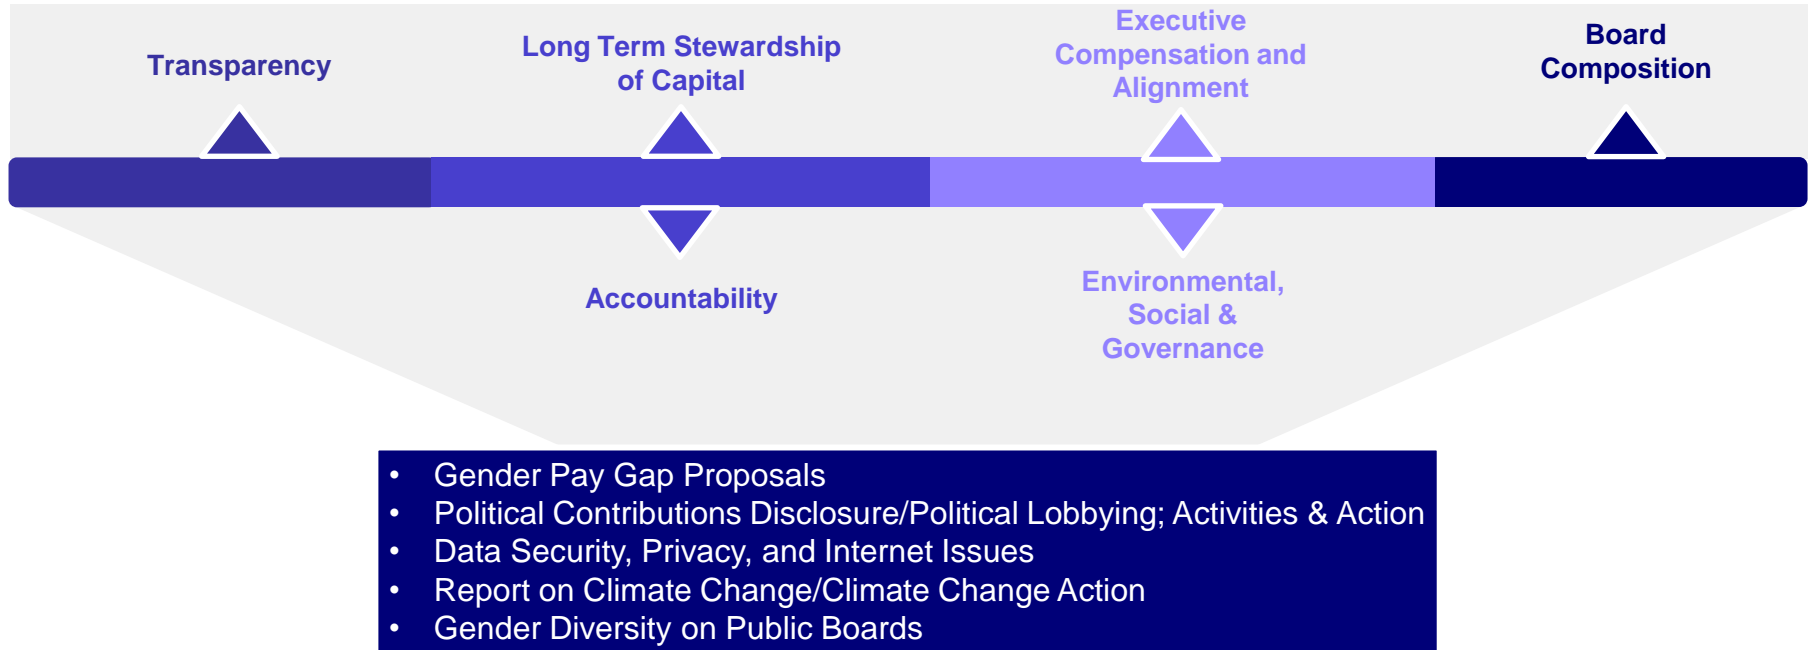 Transparency
Long Term Stewardship
of Capital
Executive
Compensation and
Alignment
Board
Composition
Accountability
Environmental,
Social &
Governance
• Gender Pay Gap Proposals
• Political Contributions Disclosure/Political Lobbying; Activities & Action
• Data Security, Privacy, and Internet Issues
• Report on Climate Change/Climate Change Action
• Gender Diversity on Public Boards